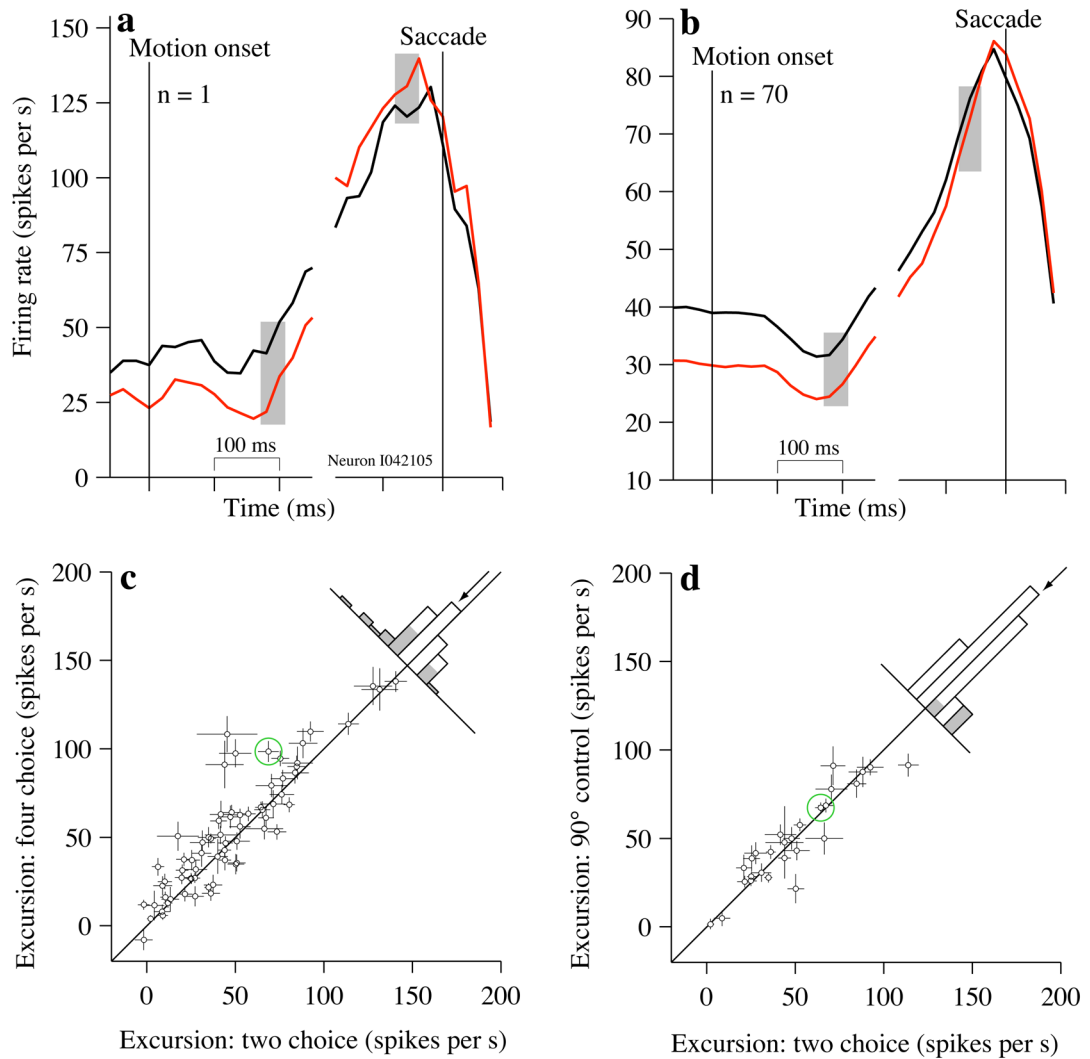 a
150
125
100
75
50
25
0
Firing rate (spikes per s)
Motion onset
n = 1
Saccade
100 ms
Neuron I042105
Time (ms)
b
90
80
70
60
50
40
30
20
10
Motion onset
n = 70
Saccade
100 ms
Time (ms)
c
200
150
100
50
0
Excursion: four choice (spikes per s)
0 50 100 150 200
Excursion: two choice (spikes per s)
d
200
150
100
50
0
Excursion: 90° control (spikes per s)
0 50 100 150 200
Excursion: two choice (spikes per s)